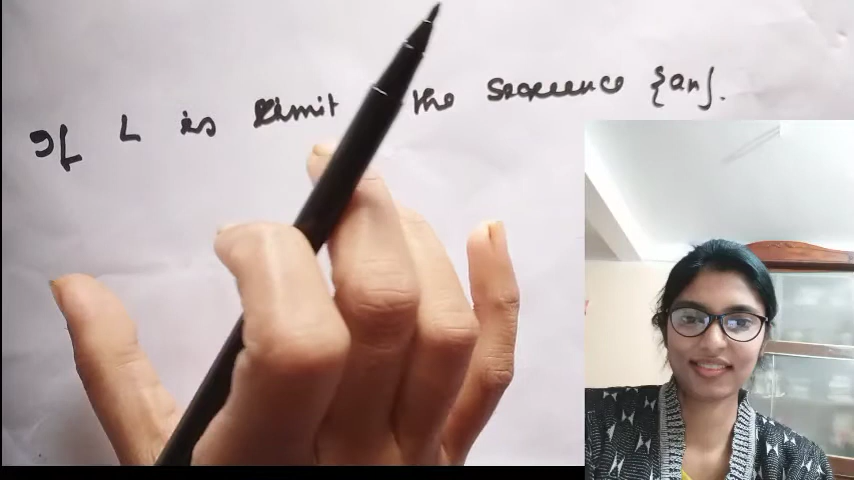 If L is limit the sequence {an}.